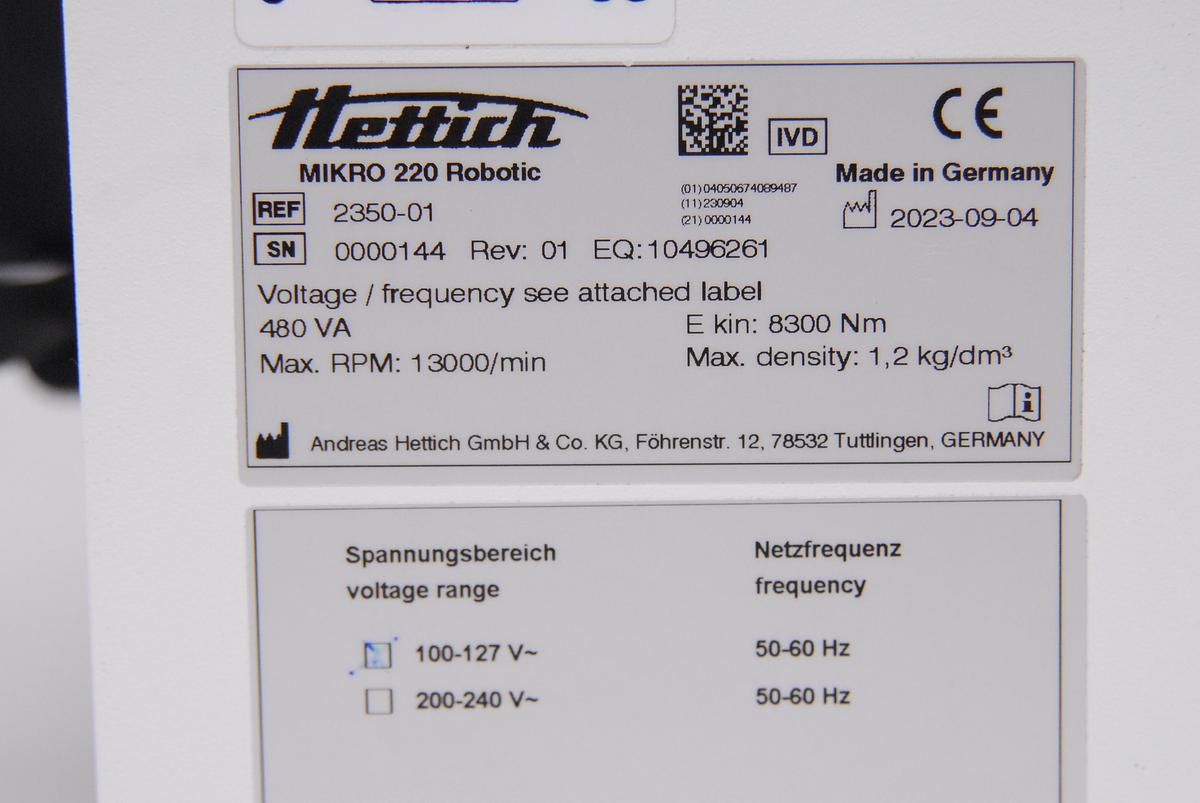 Hettich
IVD
CE
MIKRO 220 Robotic
Made in Germany
(01)04050674089487
(11)230904
(21)0000144
REF 2350-01
2023-09-04
SN 0000144 Rev: 01 EQ:10496261
Voltage / frequency see attached label
480 VA E kin: 8300 Nm
Max. RPM: 13000/min Max. density: 1,2 kg/dm³
i
Andreas Hettich GmbH & Co. KG, Föhrenstr. 12, 78532 Tuttlingen, GERMANY
Spannungsbereich Netzfrequenz
voltage range frequency
100-127 V~ 50-60 Hz
200-240 V~ 50-60 Hz